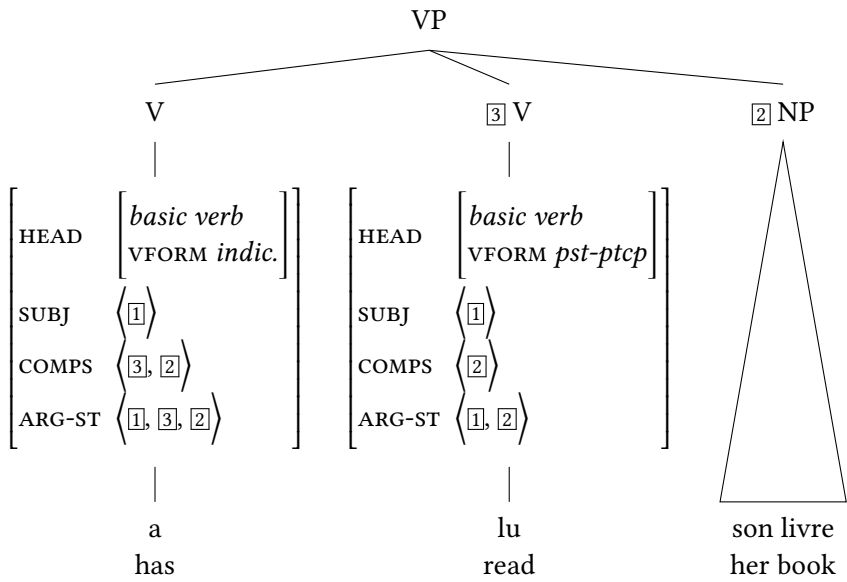 VP
V 3 V 2 NP
HEAD basic verb HEAD basic verb
VFORM indic. VFORM pst-ptcp
SUBJ ⟨1⟩ SUBJ ⟨1⟩
COMPS ⟨3, 2⟩ COMPS ⟨2⟩
ARG-ST ⟨1, 3, 2⟩ ARG-ST ⟨1, 2⟩
a lu son livre
has read her book